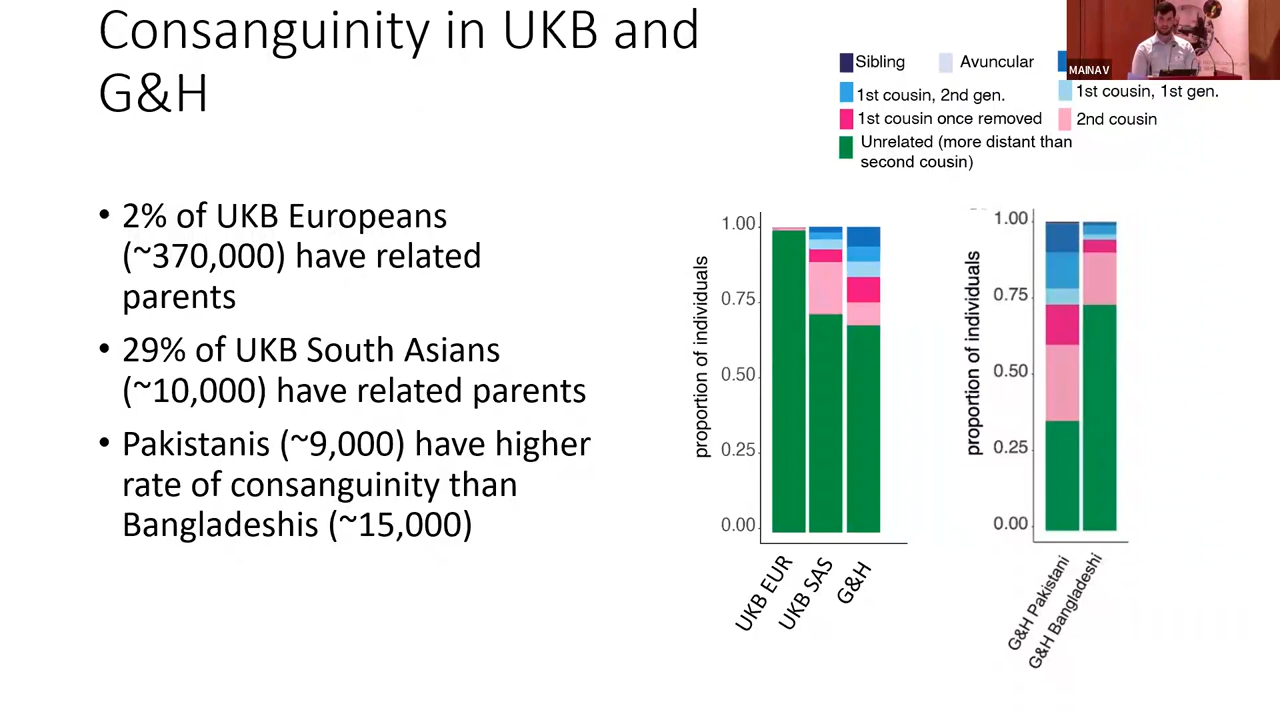 Consanguinity in UKB and
G&H
MAINAV
Sibling
Avuncular
1st cousin, 2nd gen.
1st cousin, 1st gen.
1st cousin once removed
2nd cousin
Unrelated (more distant than
second cousin)
• 2% of UKB Europeans
(~370,000) have related
parents
• 29% of UKB South Asians
(~10,000) have related parents
• Pakistanis (~9,000) have higher
rate of consanguinity than
Bangladeshis (~15,000)
proportion of individuals
1.00
0.75
0.50
0.25
0.00
UKB EUR
UKB SAS
G&H
proportion of individuals
1.00
0.75
0.50
0.25
0.00
G&H Pakistani
G&H Bangladeshi